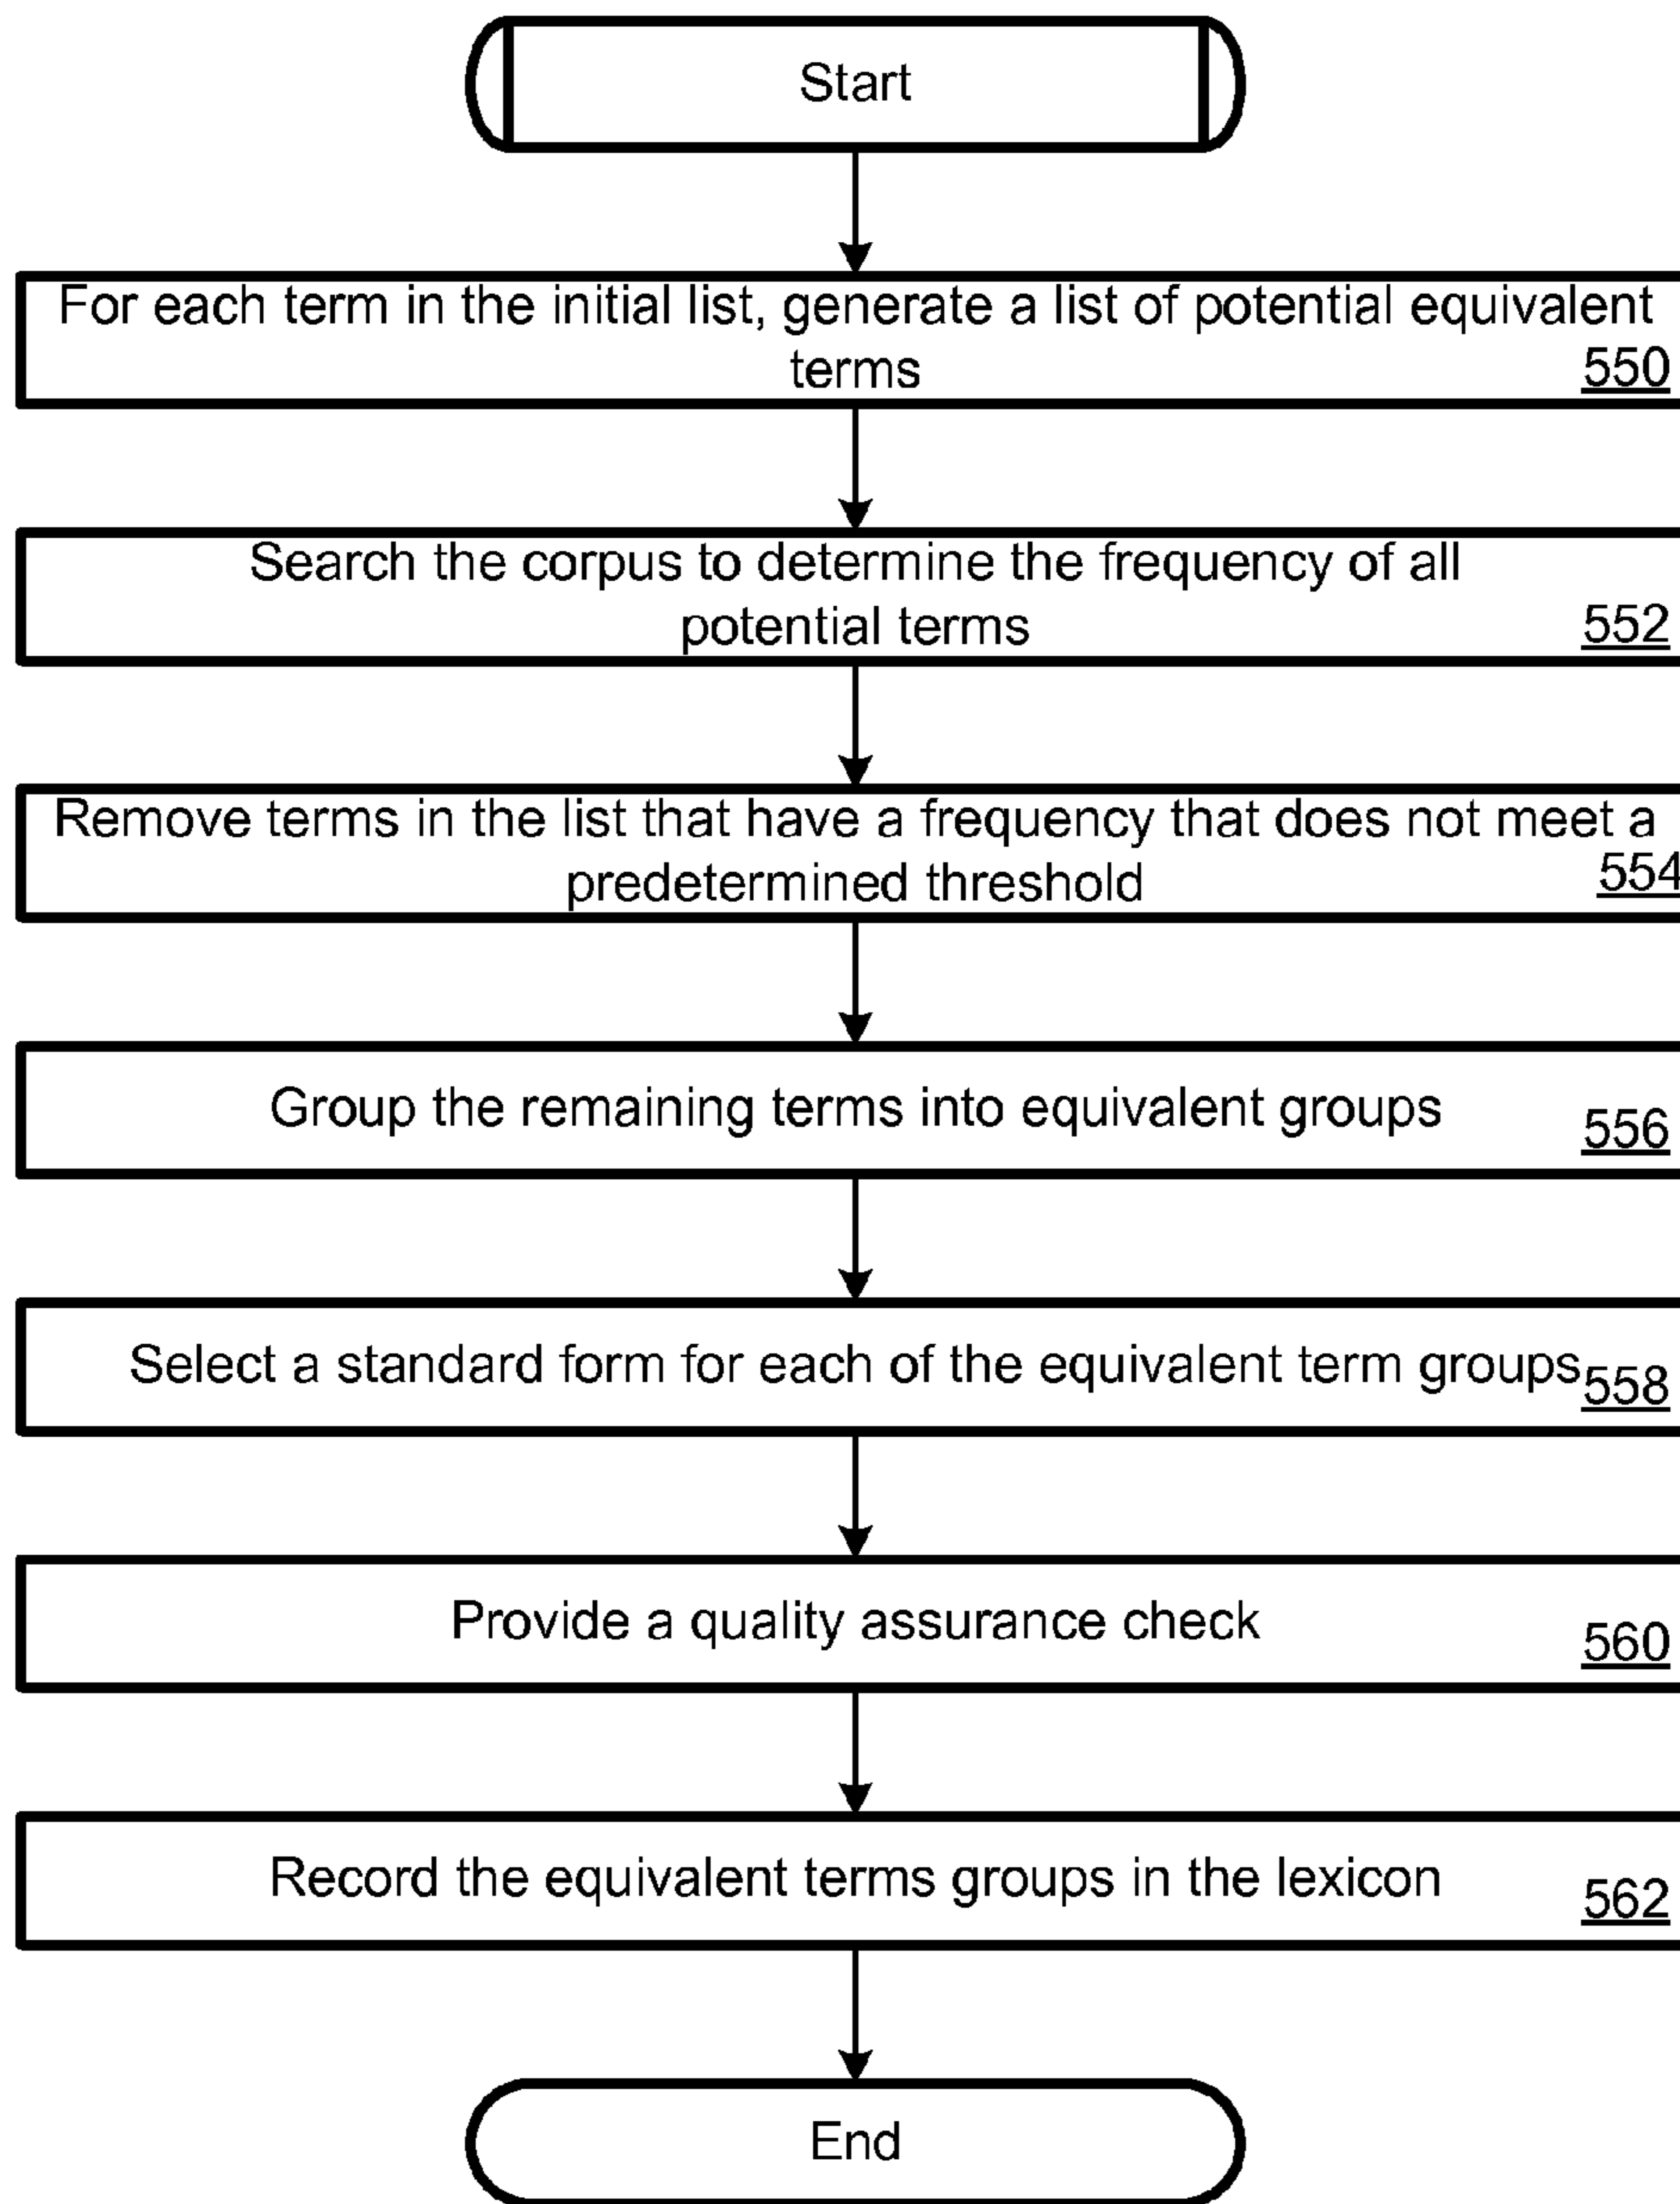 Start
For each term in the initial list, generate a list of potential equivalent
terms
550
Search the corpus to determine the frequency of all
potential terms
552
Remove terms in the list that have a frequency that does not meet a
predetermined threshold
554
Group the remaining terms into equivalent groups
556
Select a standard form for each of the equivalent term groups
558
Provide a quality assurance check
560
Record the equivalent terms groups in the lexicon
562
End